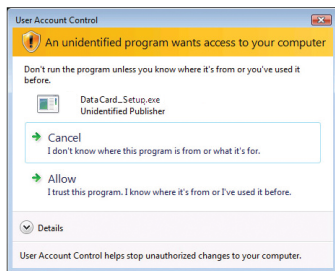 User Account Control
An unidentified program wants access to your computer
Don't run the program unless you know where it's from or you've used it
before.
DataCard_Setup.exe
Unidentified Publisher
Cancel
I don't know where this program is from or what it's for.
Allow
I trust this program. I know where it's from or I've used it before.
Details
User Account Control helps stop unauthorized changes to your computer.